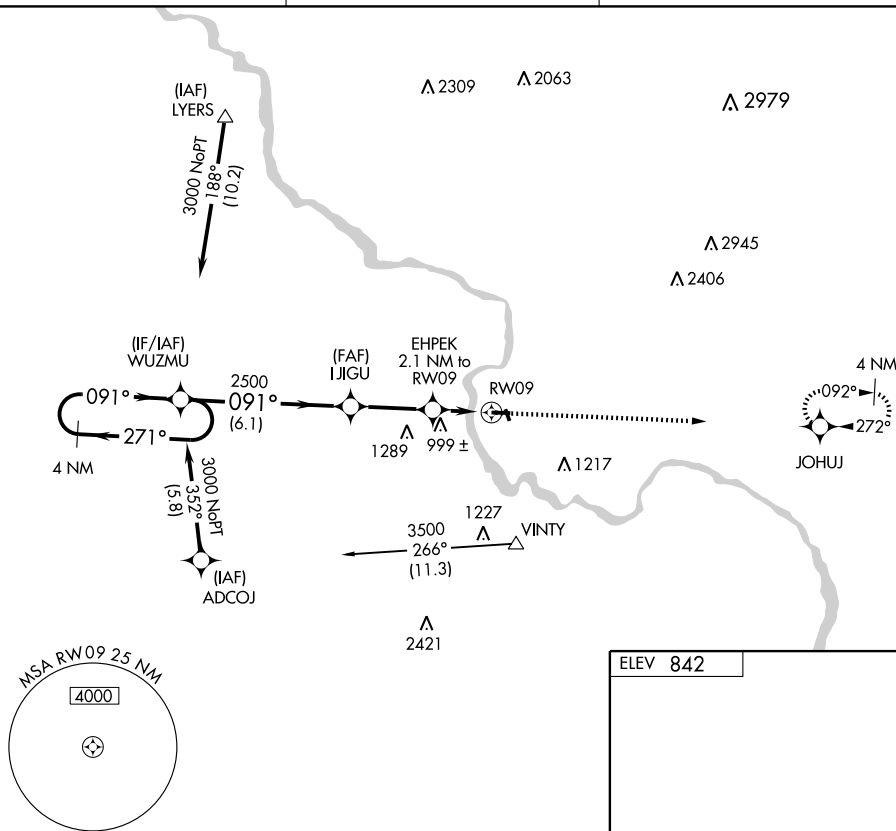 (IAF)
LYERS
3000 NoPT
188°
(10.2)
2309
2063
2979
2945
2406
(IF/IAF)
WUZMU
091°
271°
4 NM
2500
091°
(6.1)
(FAF)
IJIGU
EHPEK
2.1 NM to
RW09
RW09
1289
999 ±
1217
4 NM
092°
272°
JOHUJ
3000 NoPT
352°
(5.8)
(IAF)
ADCOJ
3500
266°
(11.3)
1227
VINTY
2421
MSA RW09 25 NM
4000
ELEV 842